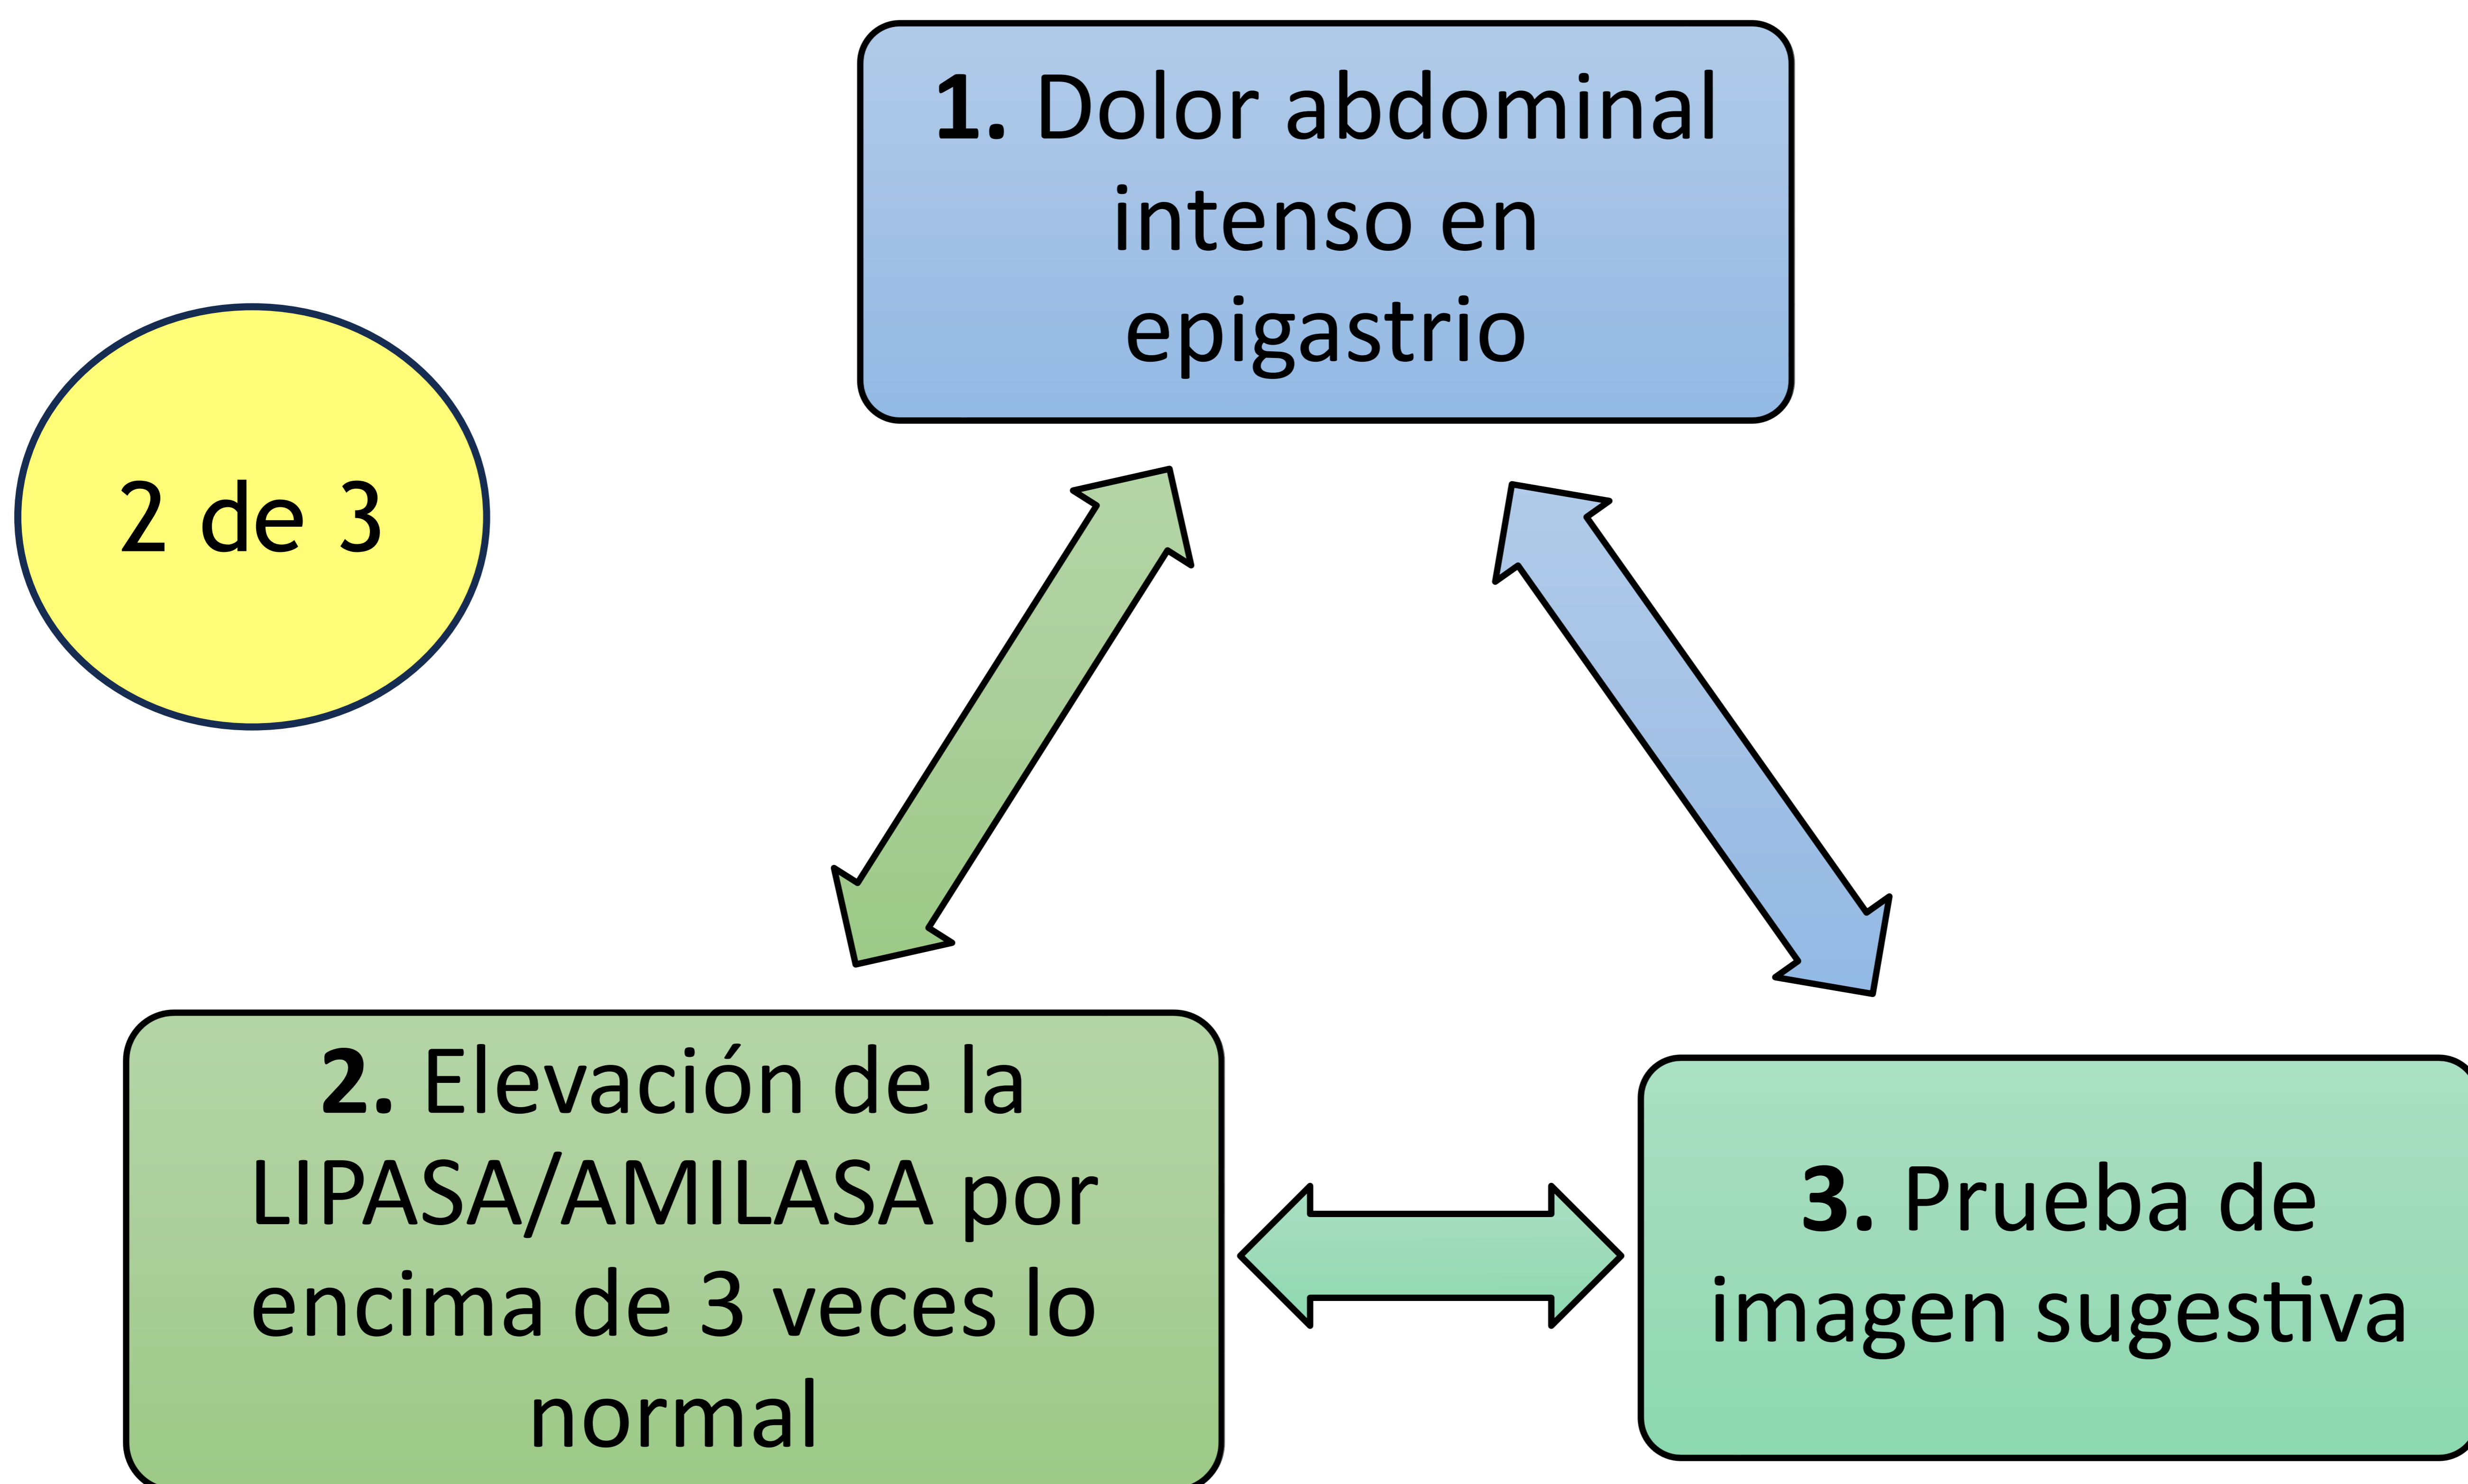 1. Dolor abdominal
intenso en
epigastrio
2 de 3
2. Elevación de la
LIPASA/AMILASA por
encima de 3 veces lo
normal
3. Prueba de
imagen sugestiva